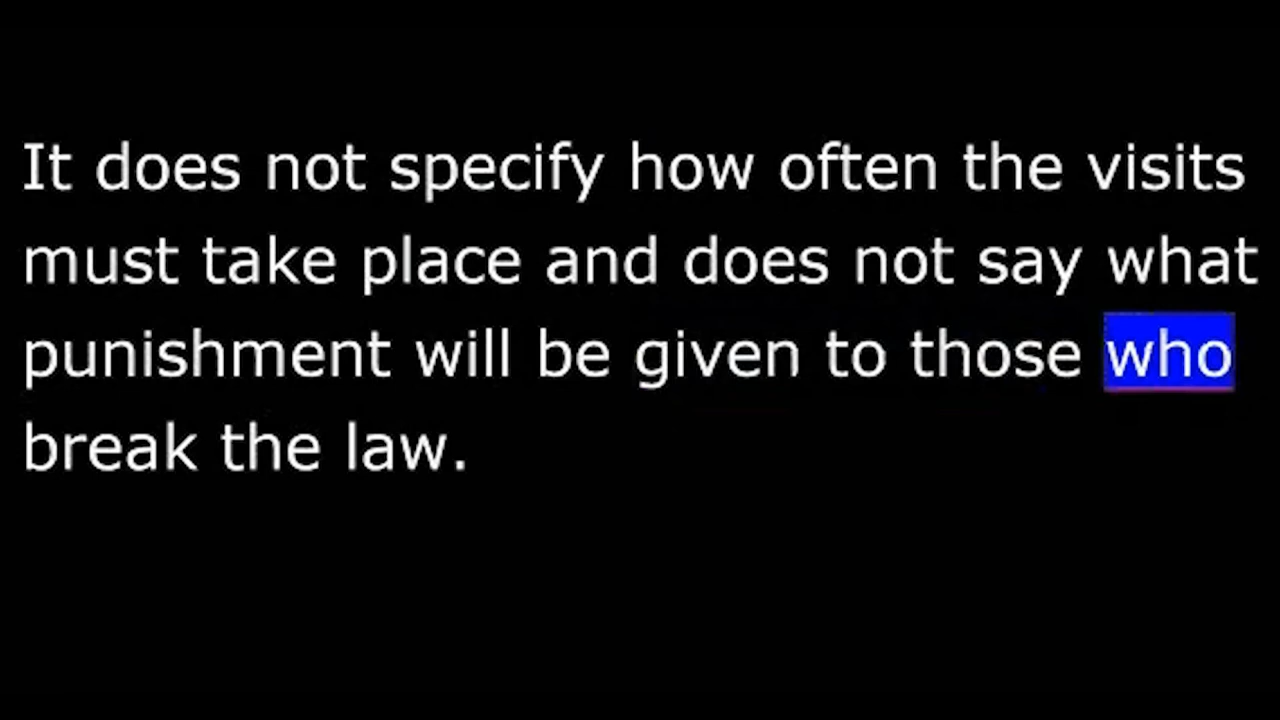 It does not specify how often the visits
must take place and does not say what
punishment will be given to those who
break the law.